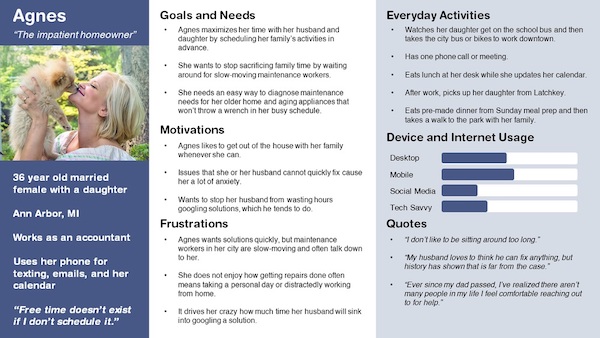 Agnes
“The impatient homeowner”
36 year old married
female with a daughter
Ann Arbor, MI
Works as an accountant
Uses her phone for
texting, emails, and her
calendar
“Free time doesn’t exist
if I don’t schedule it.”
Goals and Needs
• Agnes maximizes her time with her husband and
daughter by scheduling her family’s activities in
advance.
• She wants to stop sacrificing family time by waiting
around for slow-moving maintenance workers.
• She needs an easy way to diagnose maintenance
needs for her older home and aging appliances that
won’t throw a wrench in her busy schedule.
Motivations
• Agnes likes to get out of the house with her family
whenever she can.
• Issues that she or her husband cannot quickly fix cause
her a lot of anxiety.
• Wants to stop her husband from wasting hours
googling solutions, which he tends to do.
Frustrations
• Agnes wants solutions quickly, but maintenance
workers in her city are slow-moving and often talk down
to her.
• She does not enjoy how getting repairs done often
means taking a personal day or distractedly working
from home.
• It drives her crazy how much time her husband will sink
into googling a solution.
Everyday Activities
• Watches her daughter get on the school bus and then
takes the city bus or bikes to work downtown.
• Has one phone call or meeting.
• Eats lunch at her desk while she updates her calendar.
• After work, picks up her daughter from Latchkey.
• Eats pre-made dinner from Sunday meal prep and then
takes a walk to the park with her family.
Device and Internet Usage
Desktop
Mobile
Social Media
Tech Savvy
Quotes
• “I don’t like to be sitting around too long.”
• “My husband loves to think he can fix anything, but
history has shown that is far from the case.”
• “Ever since my dad passed, I’ve realized there aren’t
many people in my life I feel comfortable reaching out
to for help.”